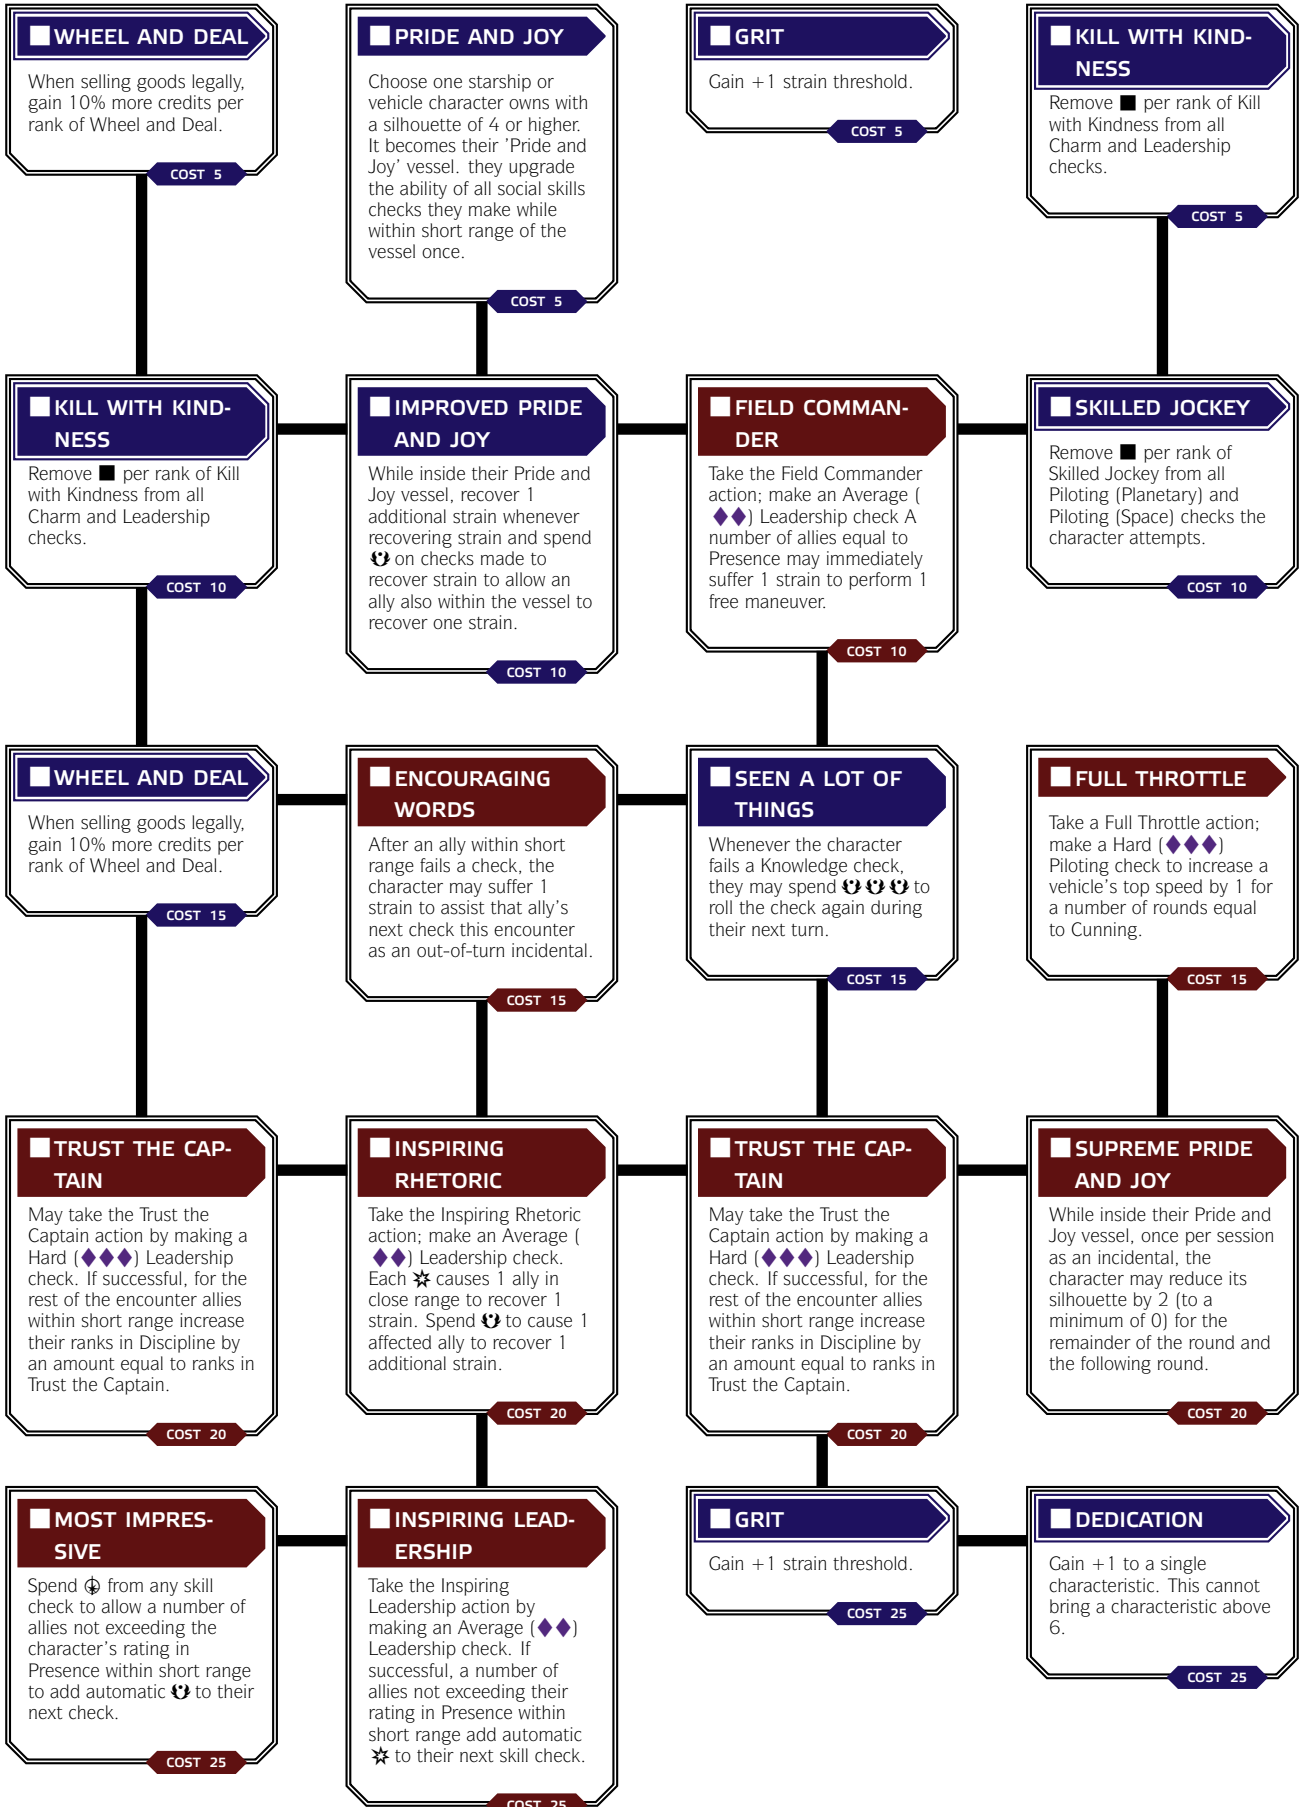 WHEEL AND DEAL
When selling goods legally,
gain 10% more credits per
rank of Wheel and Deal.
COST 5
PRIDE AND JOY
Choose one starship or
vehicle character owns with
a silhouette of 4 or higher.
It becomes their 'Pride and
Joy' vessel. they upgrade
the ability of all social skills
checks they make while
within short range of the
vessel once.
COST 5
GRIT
Gain +1 strain threshold.
COST 5
KILL WITH KIND-
NESS
Remove ■ per rank of Kill
with Kindness from all
Charm and Leadership
checks.
COST 5
KILL WITH KIND-
NESS
Remove ■ per rank of Kill
with Kindness from all
Charm and Leadership
checks.
COST 10
IMPROVED PRIDE
AND JOY
While inside their Pride and
Joy vessel, recover 1
additional strain whenever
recovering strain and spend
on checks made to
recover strain to allow an
ally also within the vessel to
recover one strain.
COST 10
FIELD COMMAN-
DER
Take the Field Commander
action; make an Average (
◆◆) Leadership check A
number of allies equal to
Presence may immediately
suffer 1 strain to perform 1
free maneuver.
COST 10
SKILLED JOCKEY
Remove ■ per rank of
Skilled Jockey from all
Piloting (Planetary) and
Piloting (Space) checks the
character attempts.
COST 10
WHEEL AND DEAL
When selling goods legally,
gain 10% more credits per
rank of Wheel and Deal.
COST 15
ENCOURAGING
WORDS
After an ally within short
range fails a check, the
character may suffer 1
strain to assist that ally's
next check this encounter
as an out-of-turn incidental.
COST 15
SEEN A LOT OF
THINGS
Whenever the character
fails a Knowledge check,
they may spend to
roll the check again during
their next turn.
COST 15
FULL THROTTLE
Take a Full Throttle action;
make a Hard (◆◆◆)
Piloting check to increase a
vehicle's top speed by 1 for
a number of rounds equal
to Cunning.
COST 15
TRUST THE CAP-
TAIN
May take the Trust the
Captain action by making a
Hard (◆◆◆) Leadership
check. If successful, for the
rest of the encounter allies
within short range increase
their ranks in Discipline by
an amount equal to ranks in
Trust the Captain.
COST 20
INSPIRING
RHETORIC
Take the Inspiring Rhetoric
action; make an Average (
◆◆) Leadership check.
Each causes 1 ally in
close range to recover 1
strain. Spend to cause 1
affected ally to recover 1
additional strain.
COST 20
TRUST THE CAP-
TAIN
May take the Trust the
Captain action by making a
Hard (◆◆◆) Leadership
check. If successful, for the
rest of the encounter allies
within short range increase
their ranks in Discipline by
an amount equal to ranks in
Trust the Captain.
COST 20
SUPREME PRIDE
AND JOY
While inside their Pride and
Joy vessel, once per session
as an incidental, the
character may reduce its
silhouette by 2 (to a
minimum of 0) for the
remainder of the round and
the following round.
COST 20
MOST IMPRES-
SIVE
Spend from any skill
check to allow a number of
allies not exceeding the
character's rating in
Presence within short range
to add automatic to their
next check.
COST 25
INSPIRING LEAD-
ERSHIP
Take the Inspiring
Leadership action by
making an Average (◆◆)
Leadership check. If
successful, a number of
allies not exceeding their
rating in Presence within
short range add automatic
to their next skill check.
COST 25
GRIT
Gain +1 strain threshold.
COST 25
DEDICATION
Gain +1 to a single
characteristic. This cannot
bring a characteristic above
6.
COST 25